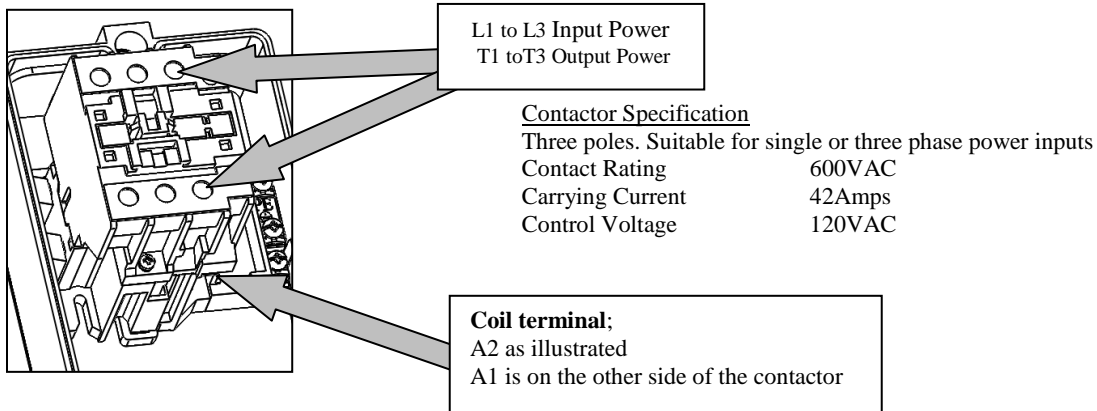 L1 to L3 Input Power
T1 toT3 Output Power
Contactor Specification
Three poles. Suitable for single or three phase power inputs
Contact Rating 600VAC
Carrying Current 42Amps
Control Voltage 120VAC
Coil terminal;
A2 as illustrated
A1 is on the other side of the contactor